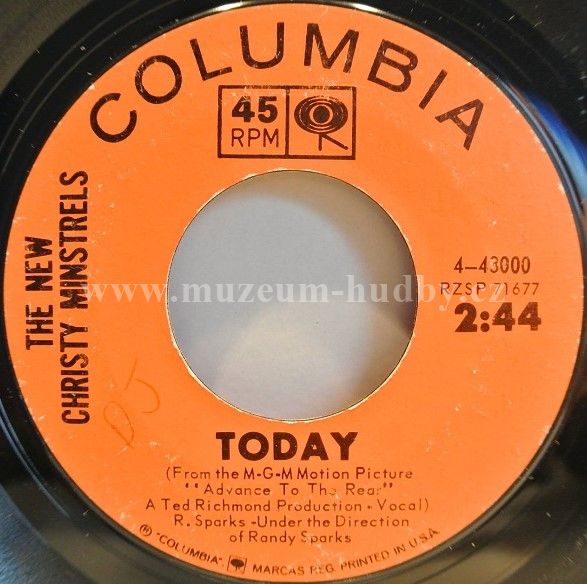 COLUMBIA
45
RPM
THE NEW
CHRISTY MINSTRELS
4-43000
RZSP 71677
2:44
www.muzeum-hudby.cz
DJ
TODAY
(From the M-G-M Motion Picture
"Advance To The Rear"
A Ted Richmond Production - Vocal)
R. Sparks -Under the Direction
of Randy Sparks
® "COLUMBIA", MARCAS REG. PRINTED IN U.S.A.